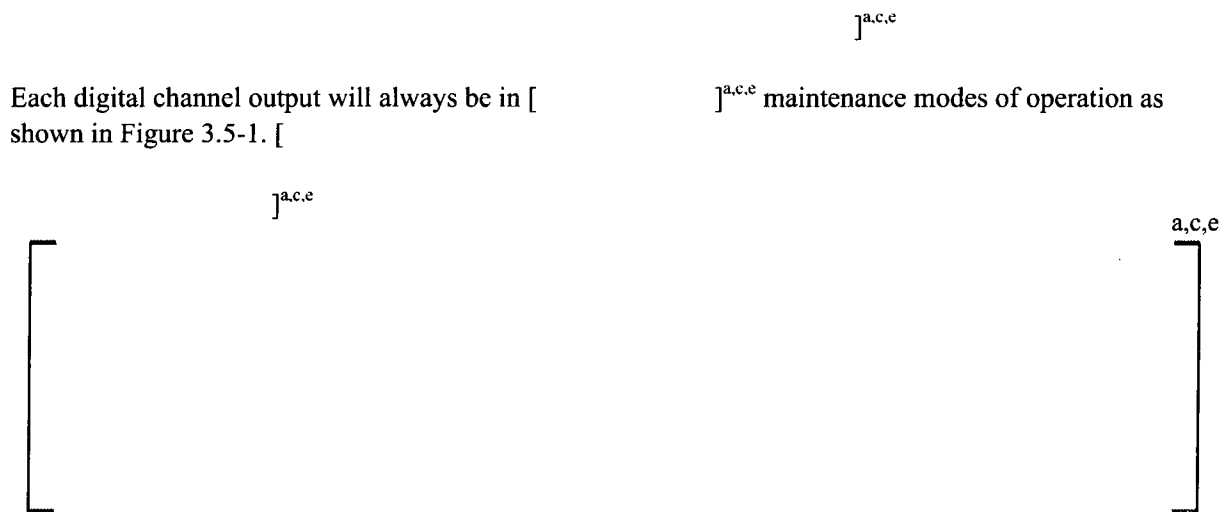 ]a,c,e
Each digital channel output will always be in [ ]a,c,e maintenance modes of operation as
shown in Figure 3.5-1. [
]a,c,e
a,c,e
[ ]